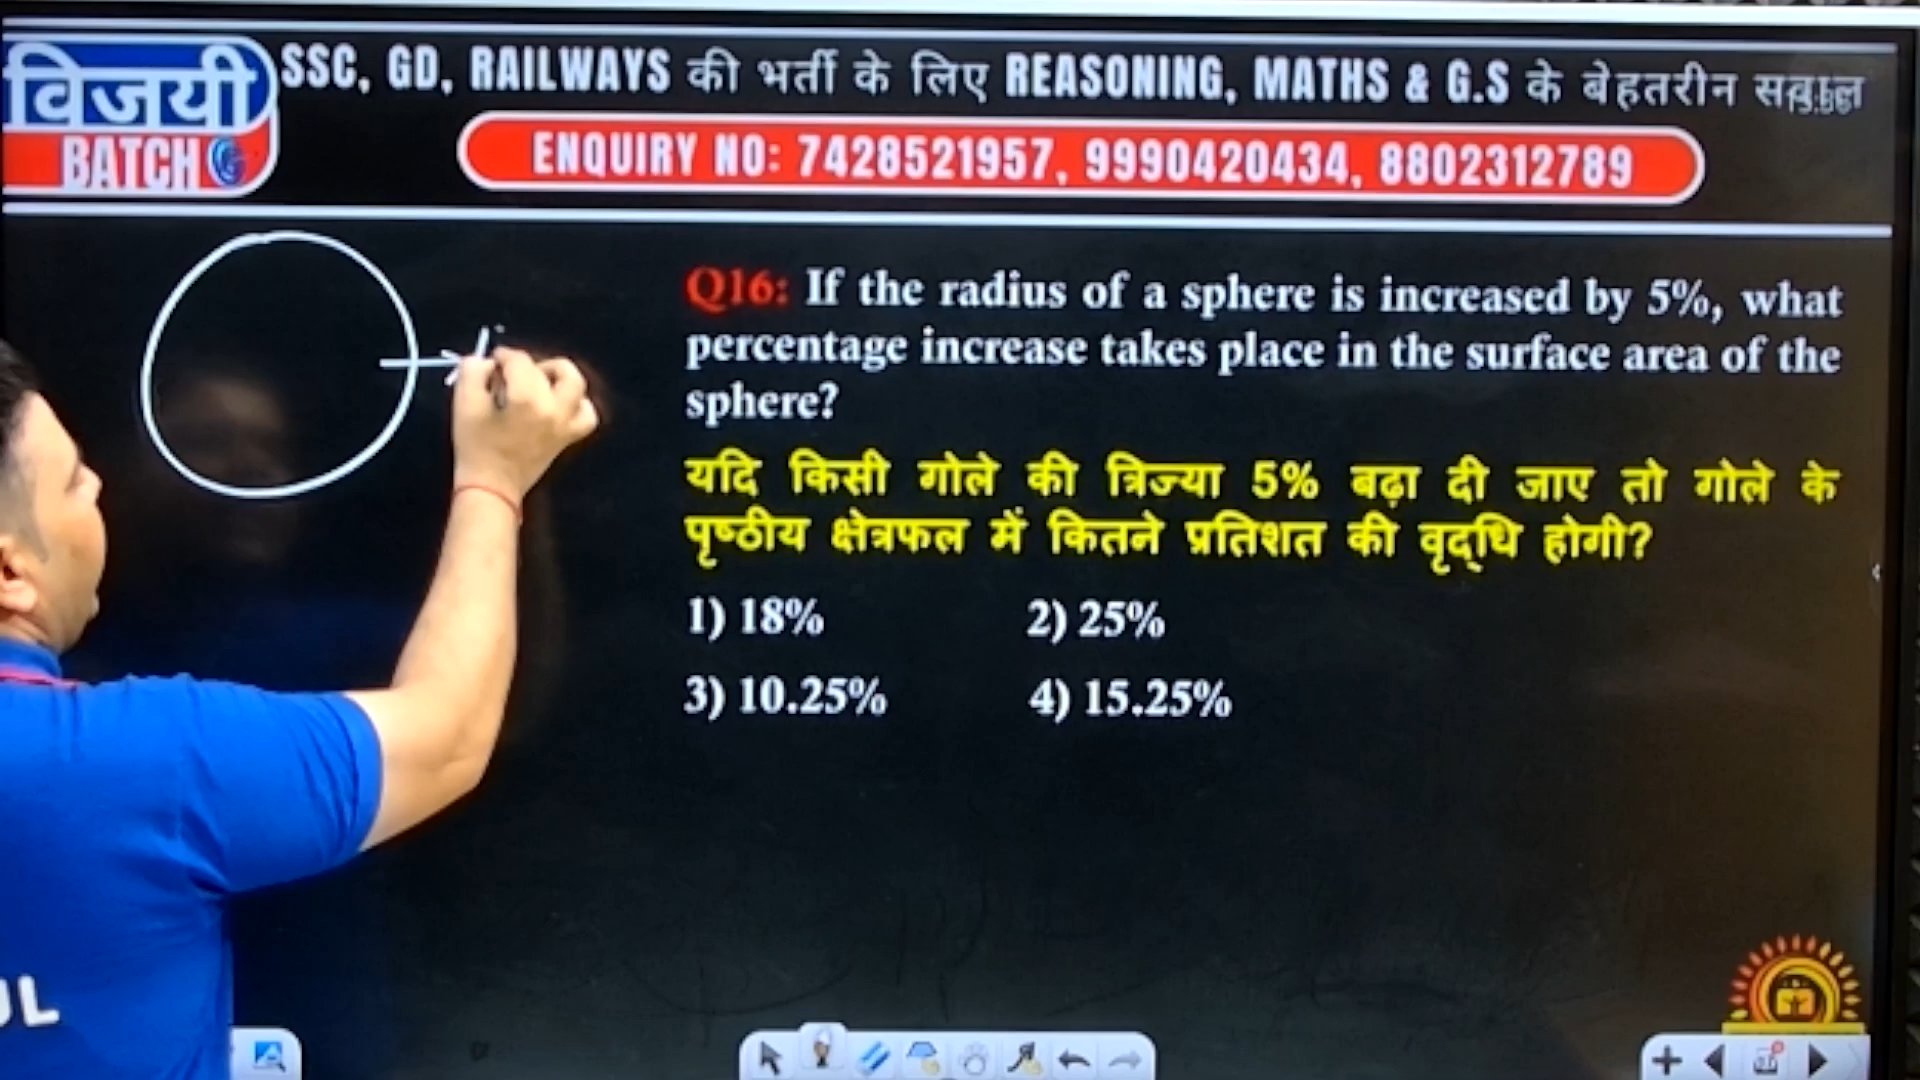 विजयी
BATCH
SSC, GD, RAILWAYS की भर्ती के लिए REASONING, MATHS & G.S के बेहतरीन सवाल
ENQUIRY NO: 7428521957, 9990420434, 8802312789
Q16: If the radius of a sphere is increased by 5%, what
percentage increase takes place in the surface area of the
sphere?
यदि किसी गोले की त्रिज्या 5% बढ़ा दी जाए तो गोले के
पृष्ठीय क्षेत्रफल में कितने प्रतिशत की वृद्धि होगी?
1) 18%
2) 25%
3) 10.25%
4) 15.25%
UL